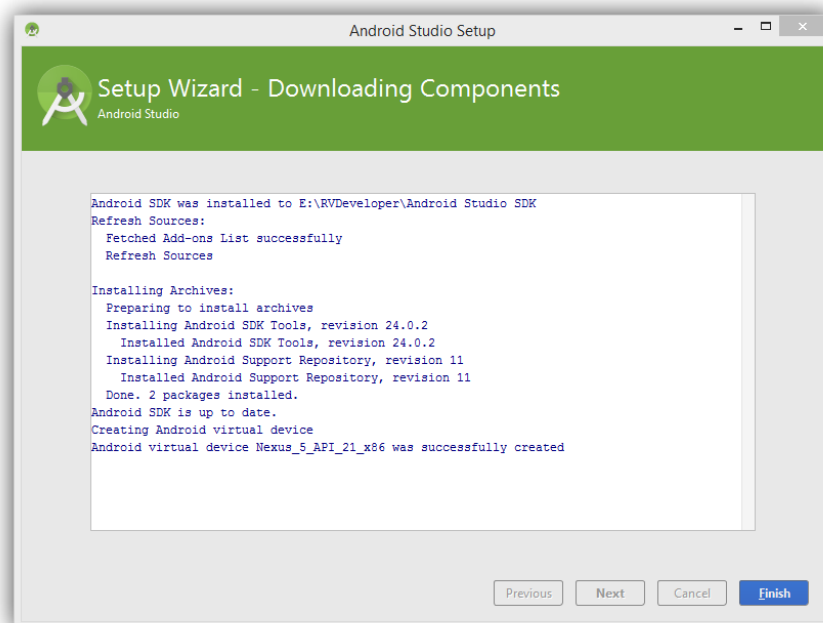 Android Studio Setup
Setup Wizard - Downloading Components
Android Studio
Android SDK was installed to E:\RVDeveloper\Android Studio SDK
Refresh Sources:
Fetched Add-ons List successfully
Refresh Sources
Installing Archives:
Preparing to install archives
Installing Android SDK Tools, revision 24.0.2
Installed Android SDK Tools, revision 24.0.2
Installing Android Support Repository, revision 11
Installed Android Support Repository, revision 11
Done. 2 packages installed.
Android SDK is up to date.
Creating Android virtual device
Android virtual device Nexus_5_API_21_x86 was successfully created
Previous Next Cancel Finish